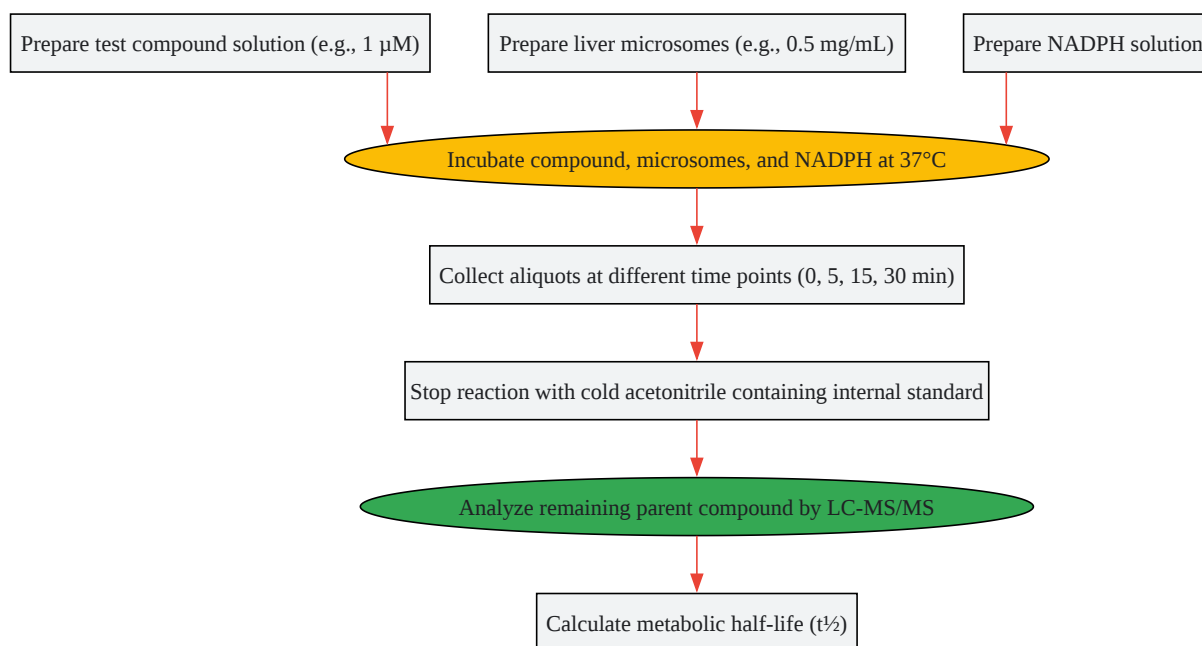 Prepare test compound solution (e.g., 1 µM)
Prepare liver microsomes (e.g., 0.5 mg/mL)
Prepare NADPH solution
Incubate compound, microsomes, and NADPH at 37°C
Collect aliquots at different time points (0, 5, 15, 30 min)
Stop reaction with cold acetonitrile containing internal standard
Analyze remaining parent compound by LC-MS/MS
Calculate metabolic half-life (t½)